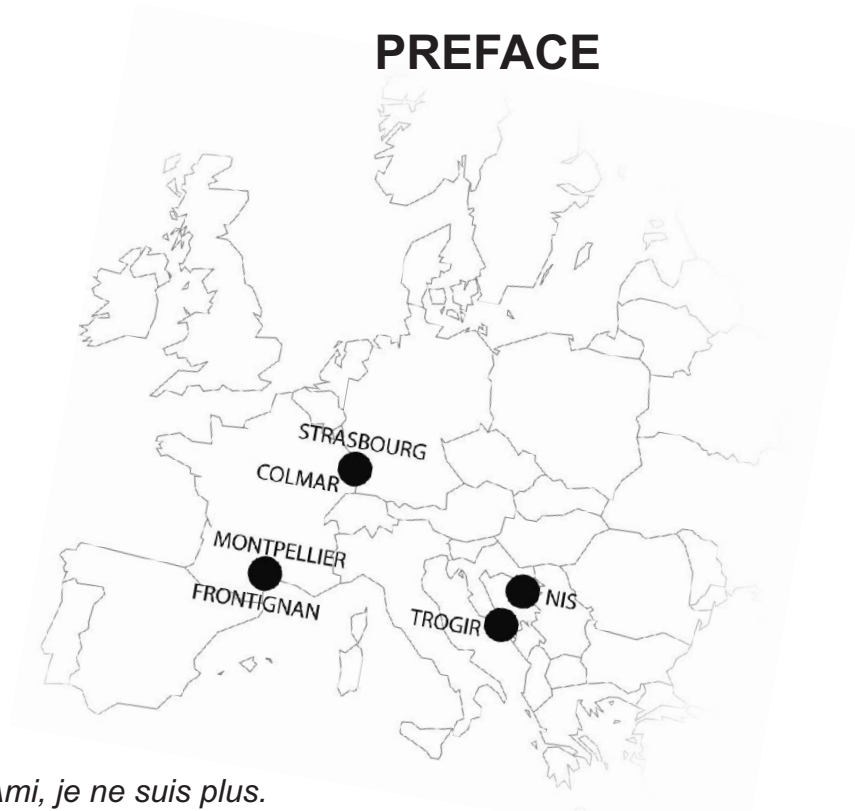 PREFACE
STRASBOURG
COLMAR
MONTPELLIER
FRONTIGNAN
NIS
TROGIR
Ami, je ne suis plus.